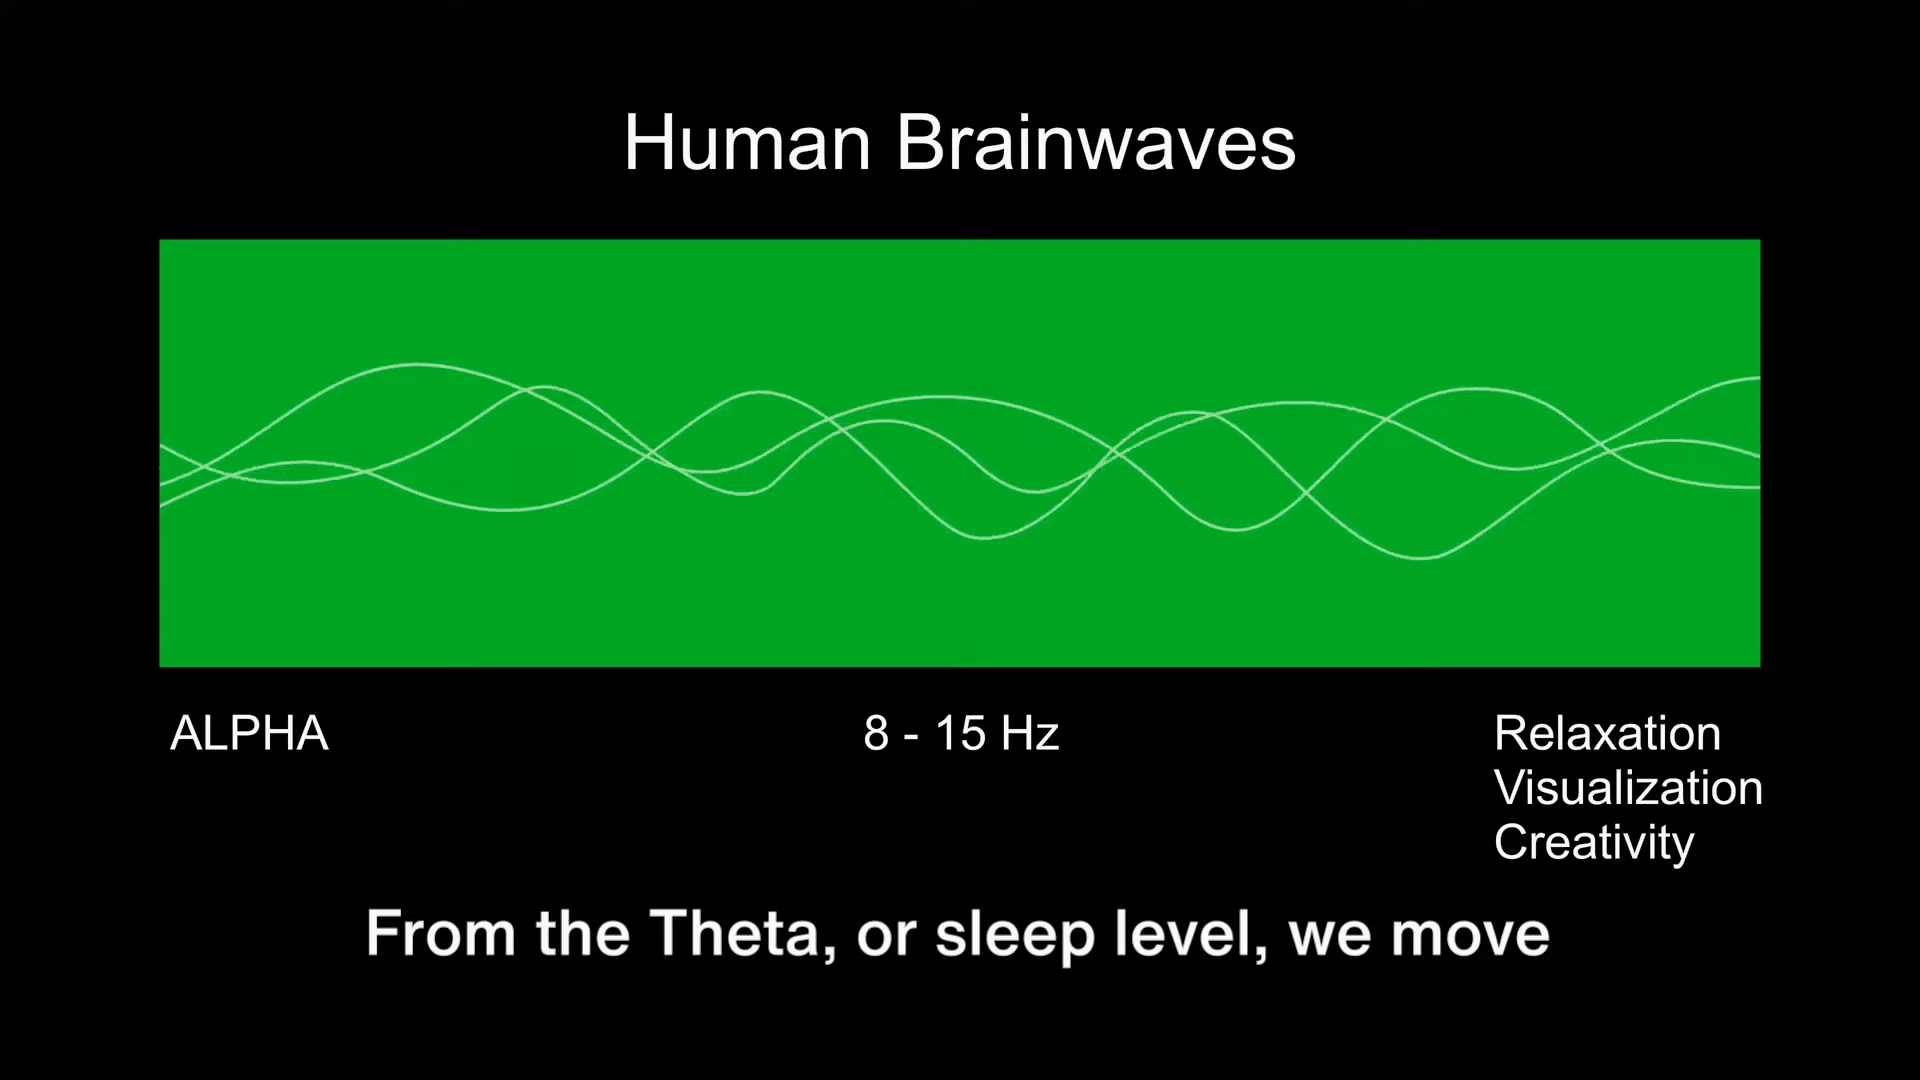 Human Brainwaves
ALPHA
8 - 15 Hz
Relaxation
Visualization
Creativity
From the Theta, or sleep level, we move